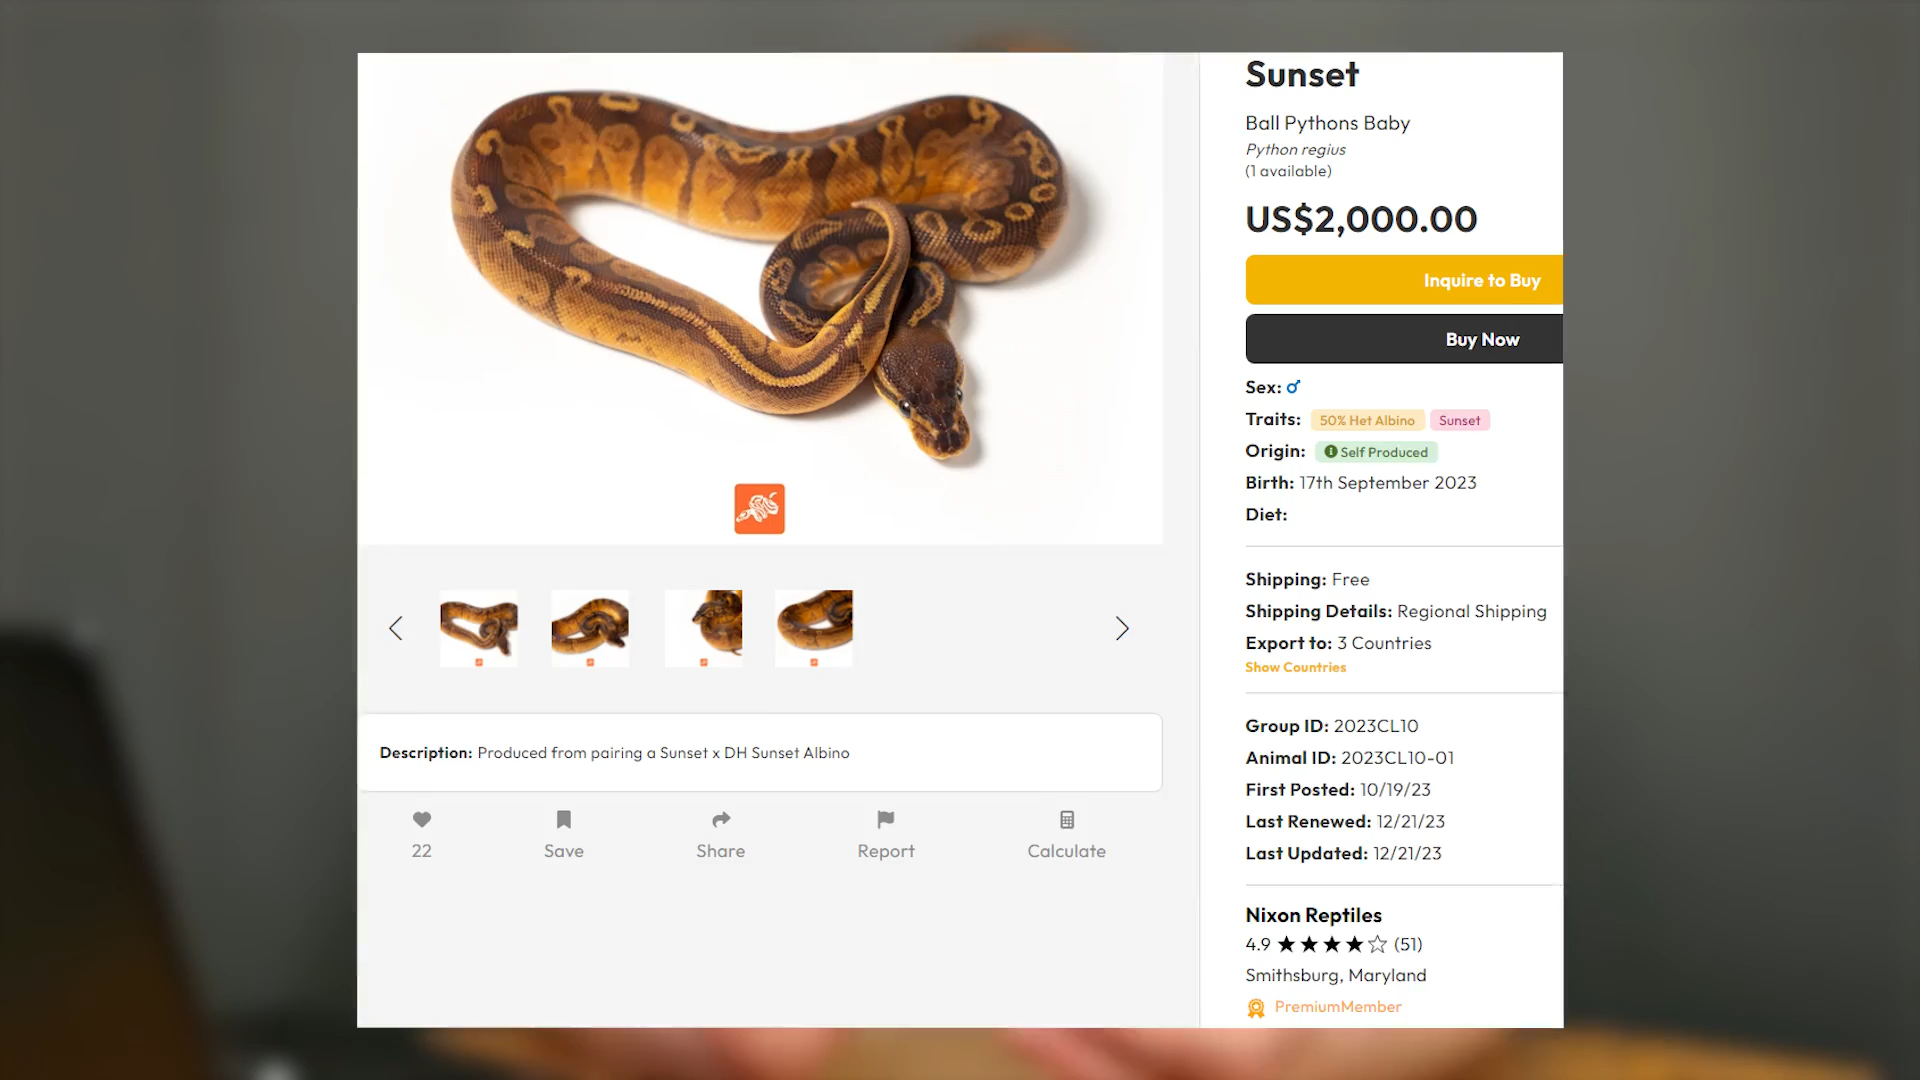 Sunset
Ball Pythons Baby
Python regius
(1 available)
US$2,000.00
Inquire to Buy
Buy Now
Sex: ♂
Traits: 50% Het Albino Sunset
Origin: Self Produced
Birth: 17th September 2023
Diet:
Shipping: Free
Shipping Details: Regional Shipping
Export to: 3 Countries
Show Countries
Group ID: 2023CL10
Animal ID: 2023CL10-01
First Posted: 10/19/23
Last Renewed: 12/21/23
Last Updated: 12/21/23
Nixon Reptiles
4.9 ★★★★☆ (51)
Smithsburg, Maryland
PremiumMember
Description: Produced from pairing a Sunset x DH Sunset Albino
22 Save Share Report Calculate